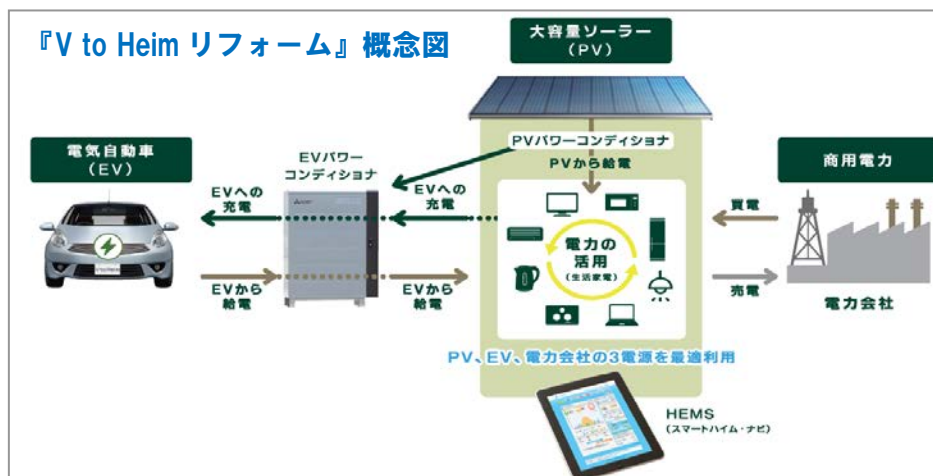 『V to Heim リフォーム』概念図
大容量ソーラー
(PV)
電気自動車
(EV)
EVパワー
コンディショナ
PVパワーコンディショナ
PVから給電
商用電力
EVへの
充電
EVへの
充電
買電
電力の
活用
(生活家電)
EVから
給電
EVから
給電
売電
電力会社
PV、EV、電力会社の3電源を最適利用
HEMS
(スマートハイム・ナビ)